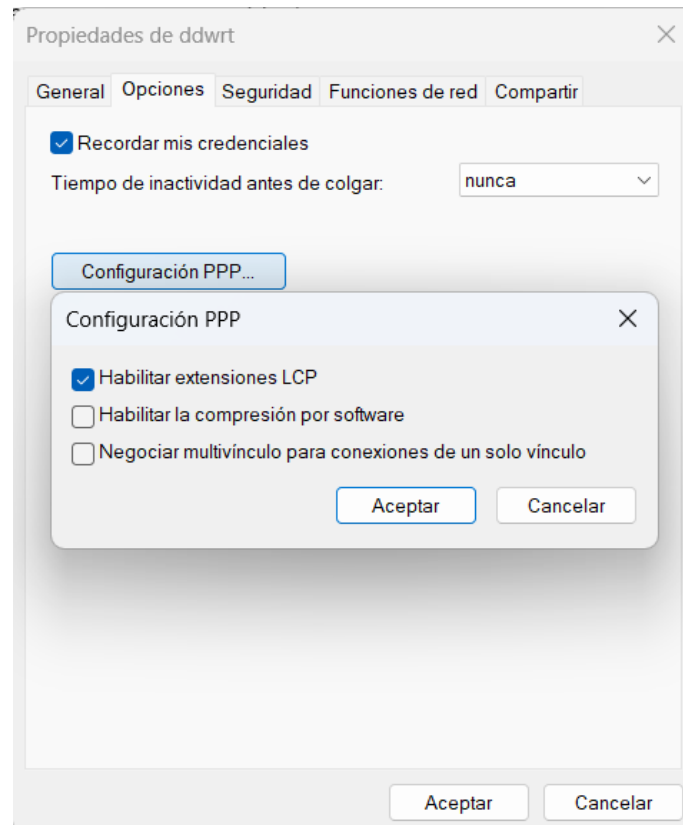 Propiedades de ddwrt
General Opciones Seguridad Funciones de red Compartir
Recordar mis credenciales
Tiempo de inactividad antes de colgar: nunca
Configuración PPP...
Configuración PPP
Habilitar extensiones LCP
Habilitar la compresión por software
Negociar multivínculo para conexiones de un solo vínculo
Aceptar Cancelar
Aceptar Cancelar